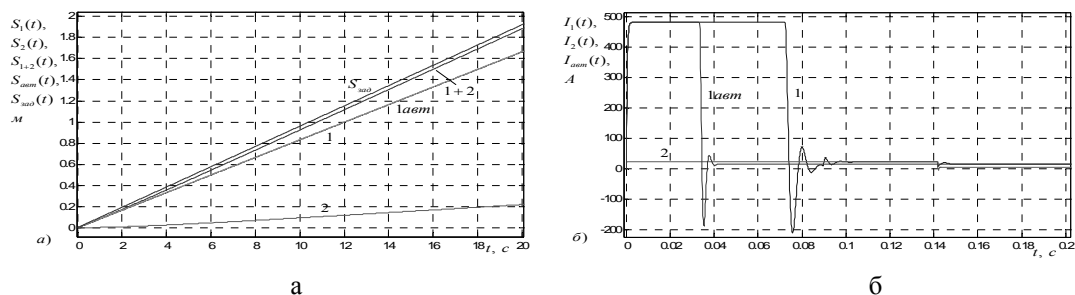 S₁(t),
S₂(t),
S₁₊₂(t),
Sавт(t),
Sзад(t)
м
2
1.8
1.6
1.4
1.2
1
0.8
0.6
0.4
0.2
0
Sзад
1+2
1авт
1
2
а)
0 2 4 6 8 10 12 14 16 18 20
t, с
I₁(t),
I₂(t),
Iавт(t),
А
500
400
300
200
100
0
-100
-200
1авт
1
2
б)
0 0.02 0.04 0.06 0.08 0.1 0.12 0.14 0.16 0.18 0.2
t, с
а
б